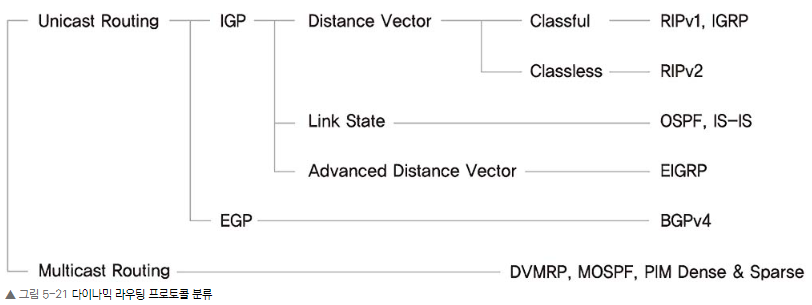 Unicast Routing IGP Distance Vector Classful RIPv1, IGRP
Classless RIPv2
Link State OSPF, IS-IS
Advanced Distance Vector EIGRP
EGP BGPv4
Multicast Routing DVMRP, MOSPF, PIM Dense & Sparse
▲ 그림 5-21 다이나믹 라우팅 프로토콜 분류